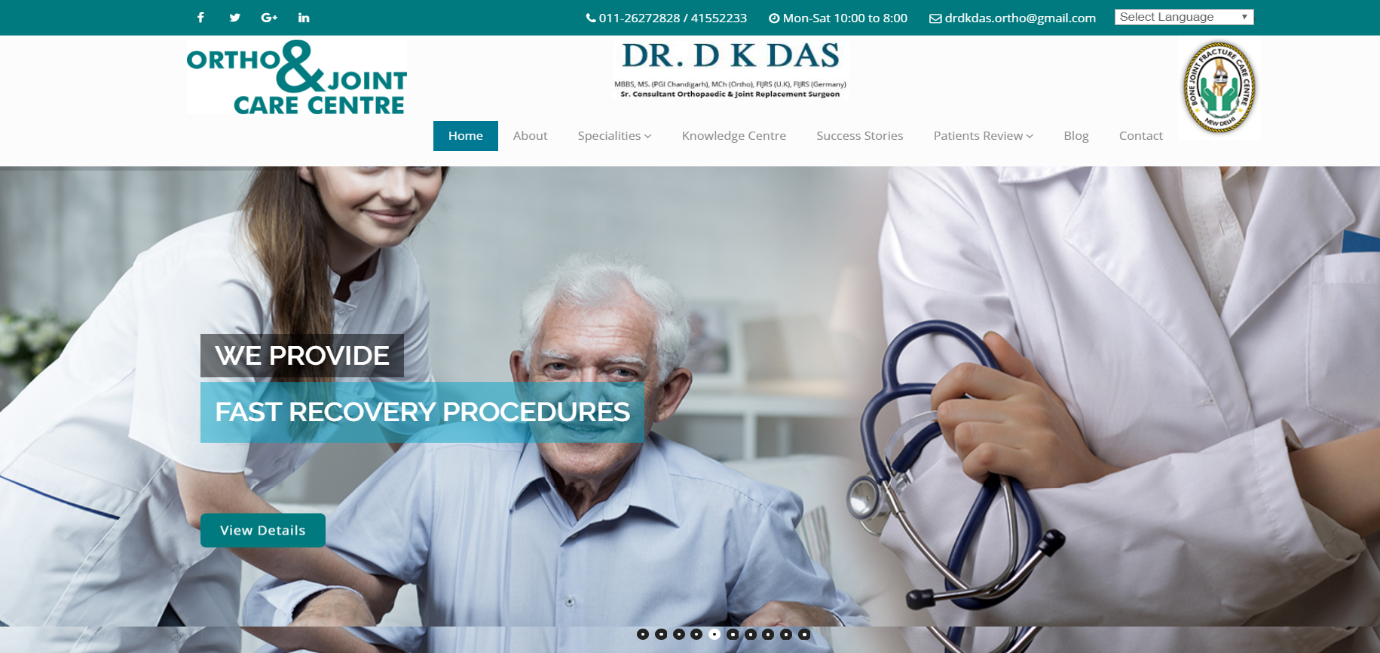 011-26272828 / 41552233
Mon-Sat 10:00 to 8:00
drdkdas.ortho@gmail.com
Select Language
ORTHO & JOINT
CARE CENTRE
DR. D K DAS
MBBS, MS. (PGI Chandigarh), MCh (Ortho), FIJRS (U.K), FIJRS (Germany)
Sr. Consultant Orthopaedic & Joint Replacement Surgeon
BONE JOINT FRACTURE CARE CENTRE
NEW DELHI
Home
About
Specialities
Knowledge Centre
Success Stories
Patients Review
Blog
Contact
WE PROVIDE
FAST RECOVERY PROCEDURES
View Details